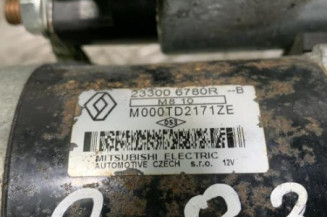 23300 6780R --B
M8 10
M000TD2171ZE
MITSUBISHI ELECTRIC
AUTOMOTIVE CZECH s.r.o. 12V